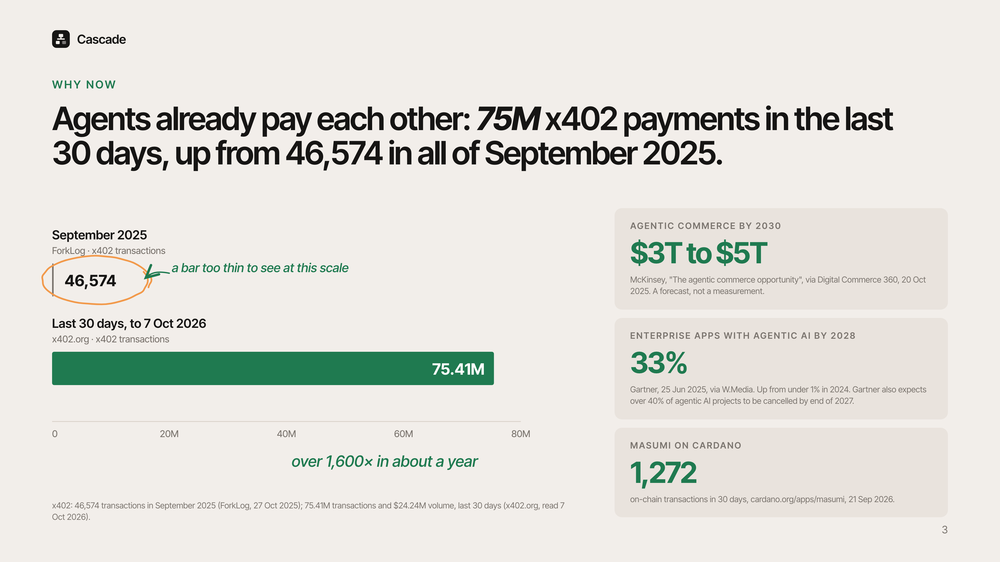 Cascade
WHY NOW
Agents already pay each other: 75M x402 payments in the last
30 days, up from 46,574 in all of September 2025.
September 2025
ForkLog · x402 transactions
46,574
a bar too thin to see at this scale
Last 30 days, to 7 Oct 2026
x402.org · x402 transactions
75.41M
0 20M 40M 60M 80M
over 1,600× in about a year
x402: 46,574 transactions in September 2025 (ForkLog, 27 Oct 2025); 75.41M transactions and $24.24M volume, last 30 days (x402.org, read 7
Oct 2026).
AGENTIC COMMERCE BY 2030
$3T to $5T
McKinsey, "The agentic commerce opportunity", via Digital Commerce 360, 20 Oct
2025. A forecast, not a measurement.
ENTERPRISE APPS WITH AGENTIC AI BY 2028
33%
Gartner, 25 Jun 2025, via W.Media. Up from under 1% in 2024. Gartner also expects
over 40% of agentic AI projects to be cancelled by end of 2027.
MASUMI ON CARDANO
1,272
on-chain transactions in 30 days, cardano.org/apps/masumi, 21 Sep 2026.
3